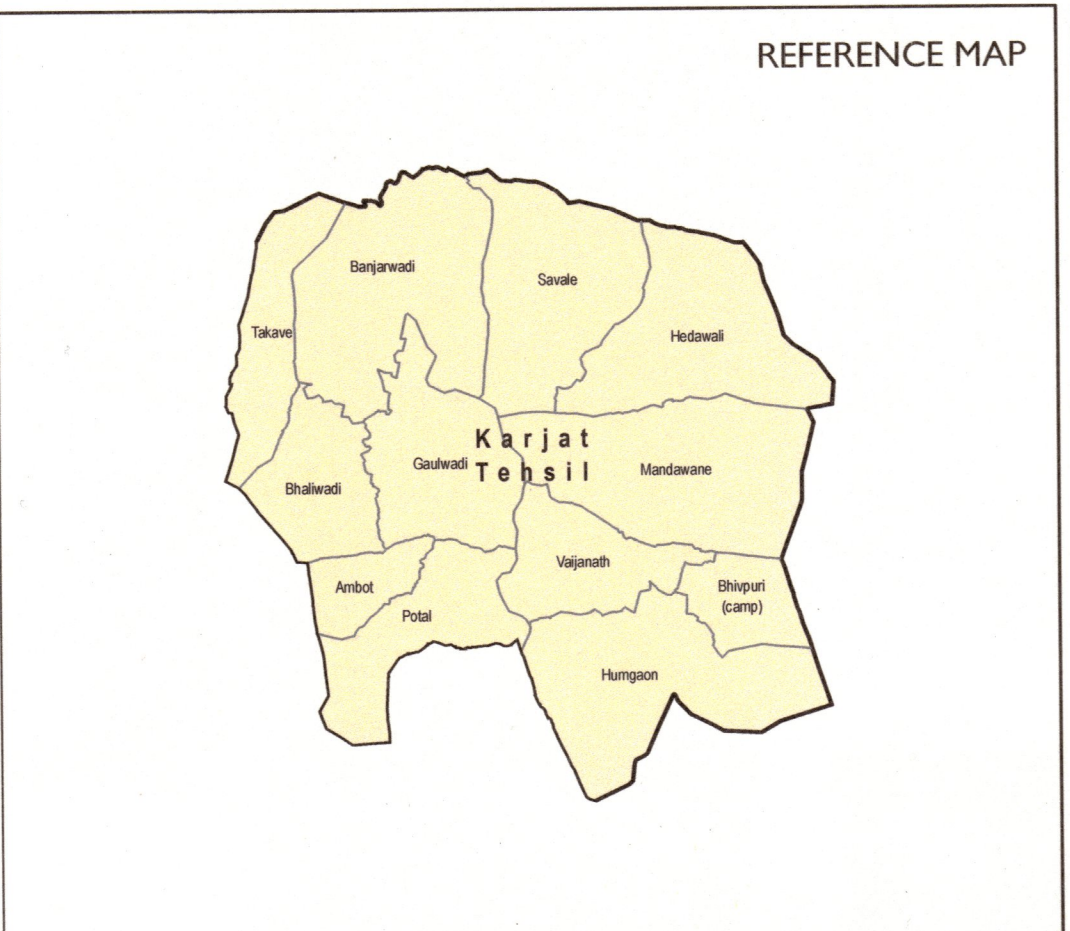 REFERENCE MAP
Banjarwadi
Savale
Takave
Hedawali
Karjat
Tehsil
Gaulwadi
Mandawane
Bhaliwadi
Vaijanath
Ambot
Bhivpuri
(camp)
Potal
Humgaon